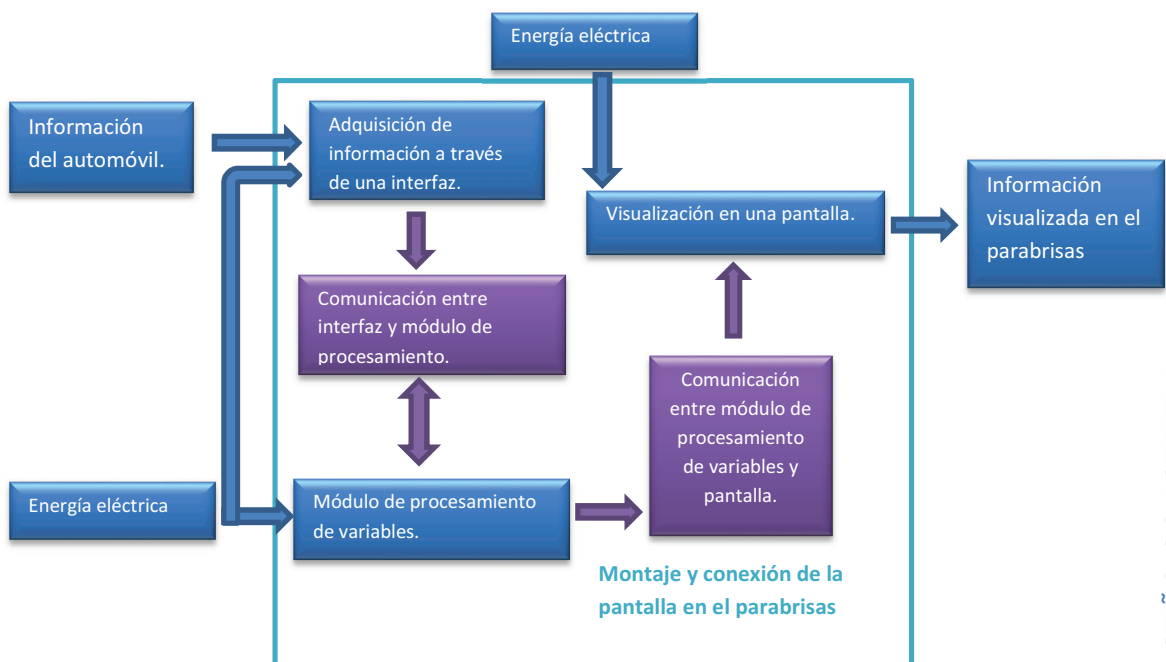 Energía eléctrica
Información
del automóvil.
Adquisición de
información a través
de una interfaz.
Visualización en una pantalla.
Información
visualizada en el
parabrisas
Comunicación entre
interfaz y módulo de
procesamiento.
Comunicación
entre módulo de
procesamiento
de variables y
pantalla.
Energía eléctrica
Módulo de procesamiento
de variables.
Montaje y conexión de la
pantalla en el parabrisas